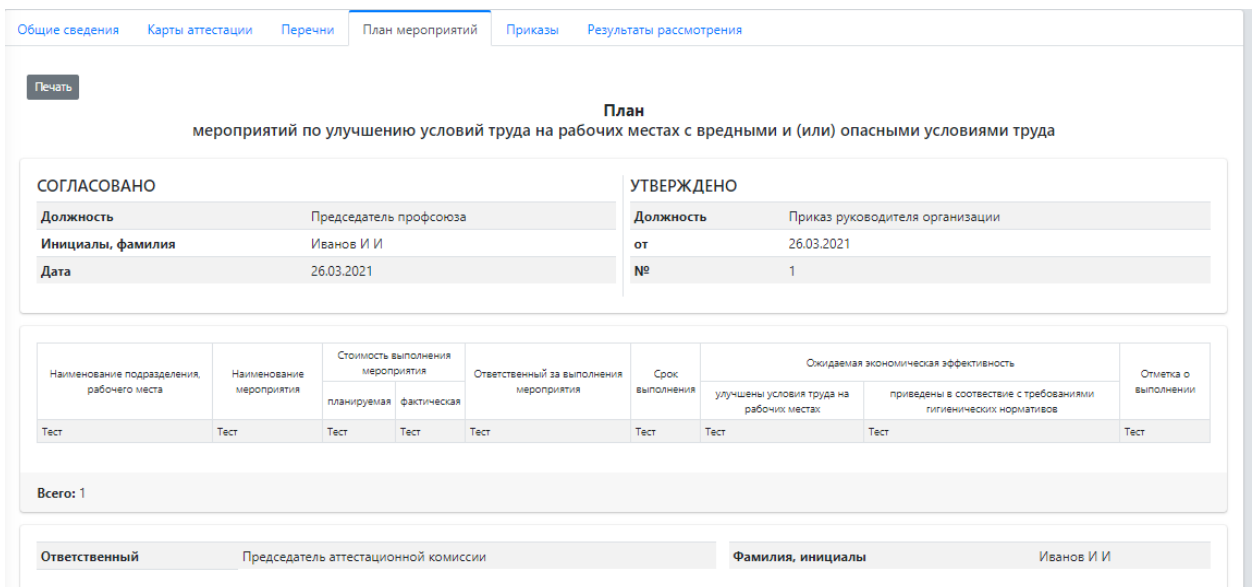 Общие сведения Карты аттестации Перечни План мероприятий Приказы Результаты рассмотрения
Печать
План
мероприятий по улучшению условий труда на рабочих местах с вредными и (или) опасными условиями труда
СОГЛАСОВАНО
Должность Председатель профсоюза
Инициалы, фамилия Иванов И И
Дата 26.03.2021
УТВЕРЖДЕНО
Должность Приказ руководителя организации
от 26.03.2021
№ 1
Наименование подразделения,
рабочего места
Наименование
мероприятия
Стоимость выполнения
мероприятия
планируемая фактическая
Ответственный за выполнения
мероприятия
Срок
выполнения
Ожидаемая экономическая эффективность
улучшены условия труда на
рабочих местах
приведены в соотвествие с требованиями
гигиенических нормативов
Отметка о
выполнении
Тест Тест Тест Тест Тест Тест Тест Тест Тест
Всего: 1
Ответственный Председатель аттестационной комиссии Фамилия, инициалы Иванов И И